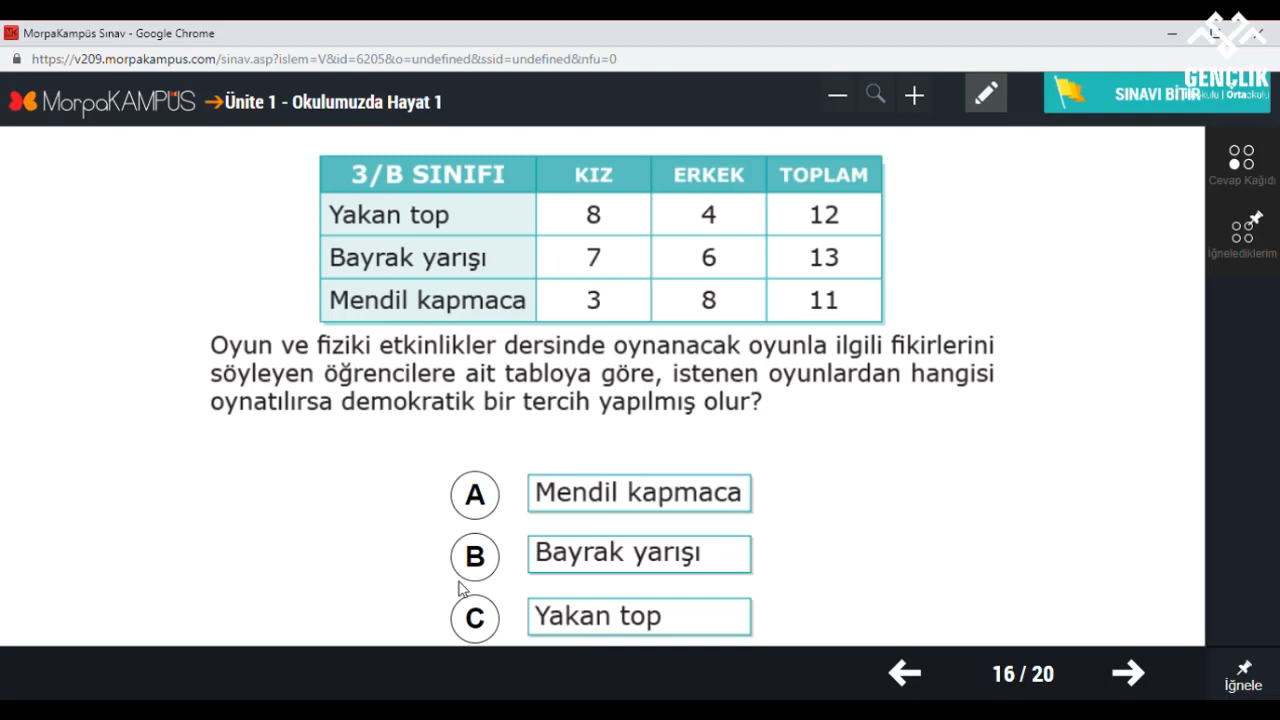 MorpaKampüs Sınav - Google Chrome
https://v209.morpakampus.com/sinav.asp?islem=V&id=6205&o=undefined&ssid=undefined&nfu=0
GENÇLİK
MorpaKAMPÜS Ünite 1 - Okulumuzda Hayat 1
SINAVI BİTİR
Ortaokulu
Cevap Kağıdı
İğnelediklerim
3/B SINIFI KIZ ERKEK TOPLAM
Yakan top 8 4 12
Bayrak yarışı 7 6 13
Mendil kapmaca 3 8 11
Oyun ve fiziki etkinlikler dersinde oynanacak oyunla ilgili fikirlerini
söyleyen öğrencilere ait tabloya göre, istenen oyunlardan hangisi
oynatılırsa demokratik bir tercih yapılmış olur?
A Mendil kapmaca
B Bayrak yarışı
C Yakan top
16 / 20
İğnele